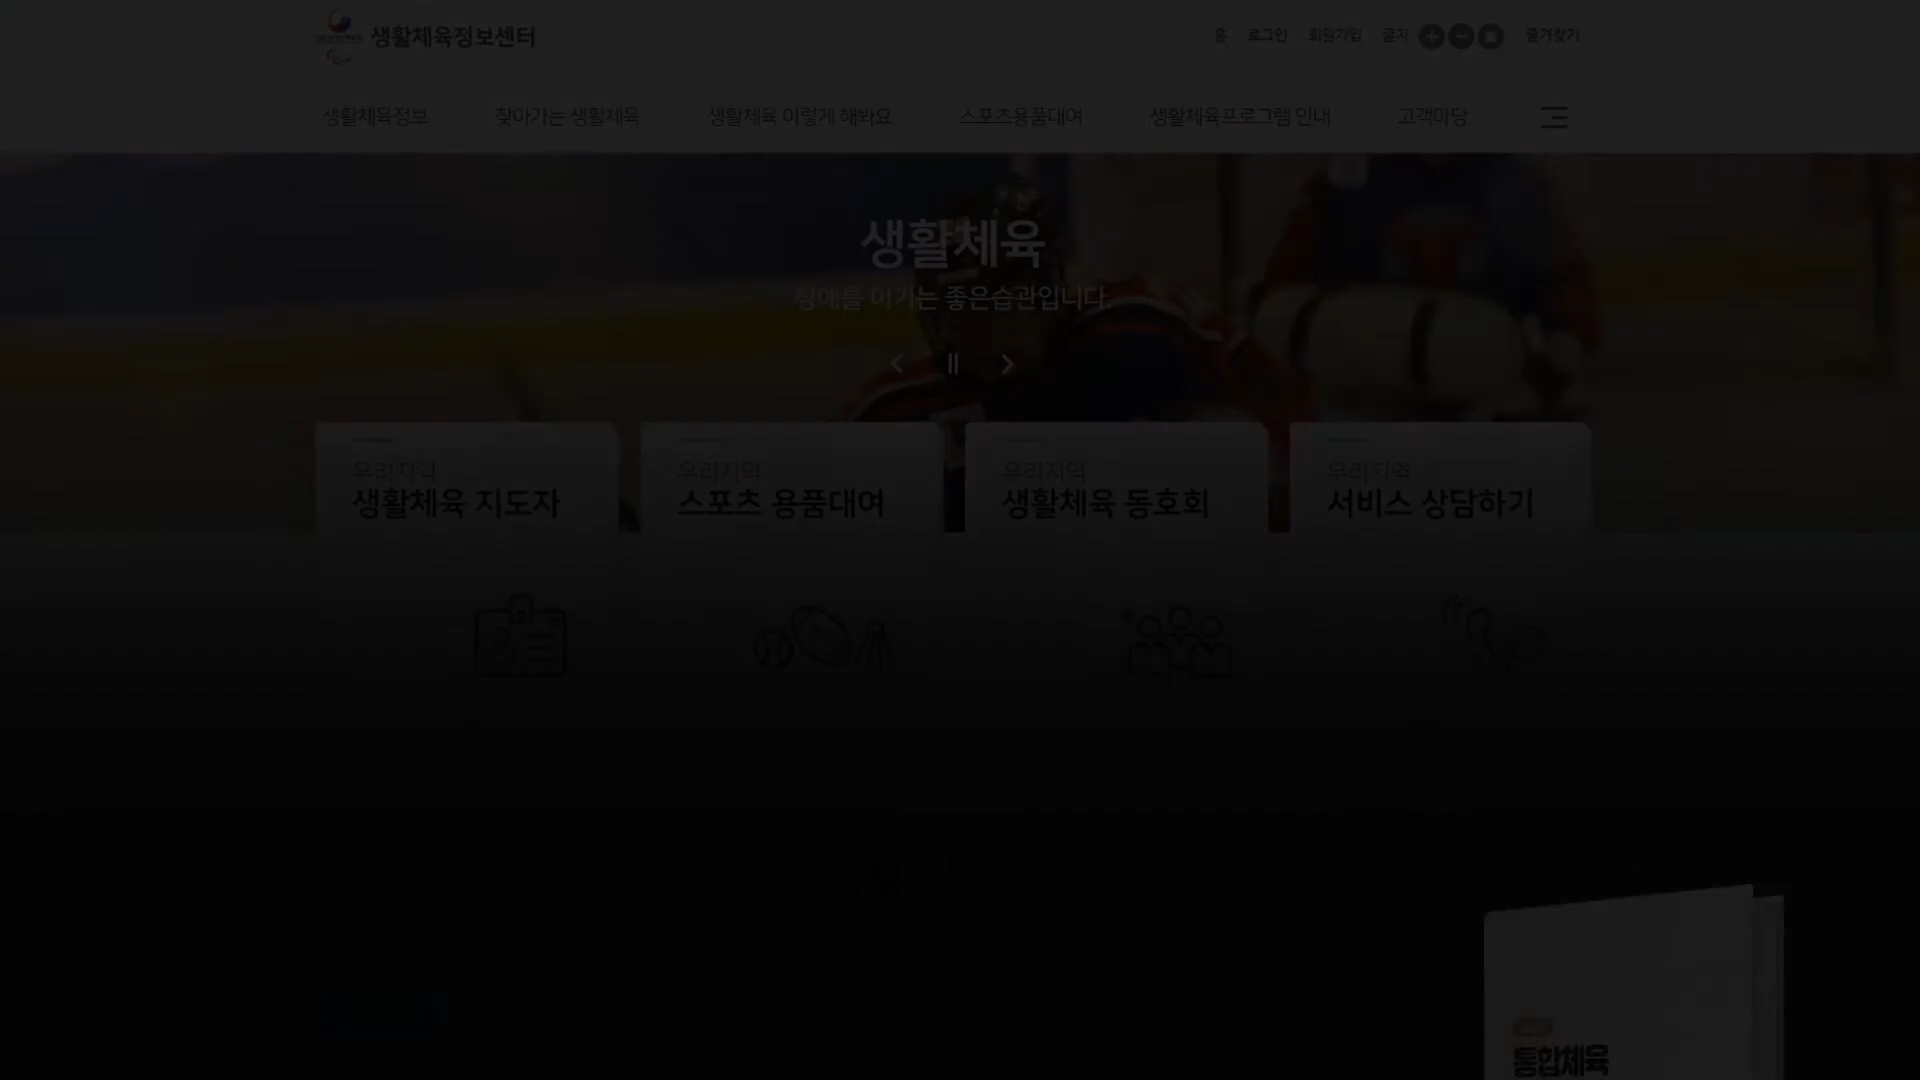 생활체육정보센터
홈 로그인 회원가입 글자 즐겨찾기
생활체육정보 찾아가는 생활체육 생활체육 이렇게 해봐요 스포츠용품대여 생활체육프로그램 안내 고객마당
생활체육
장애를 이기는 좋은습관입니다.
우리지역
생활체육 지도자
우리지역
스포츠 용품대여
우리지역
생활체육 동호회
우리지역
서비스 상담하기
통합체육